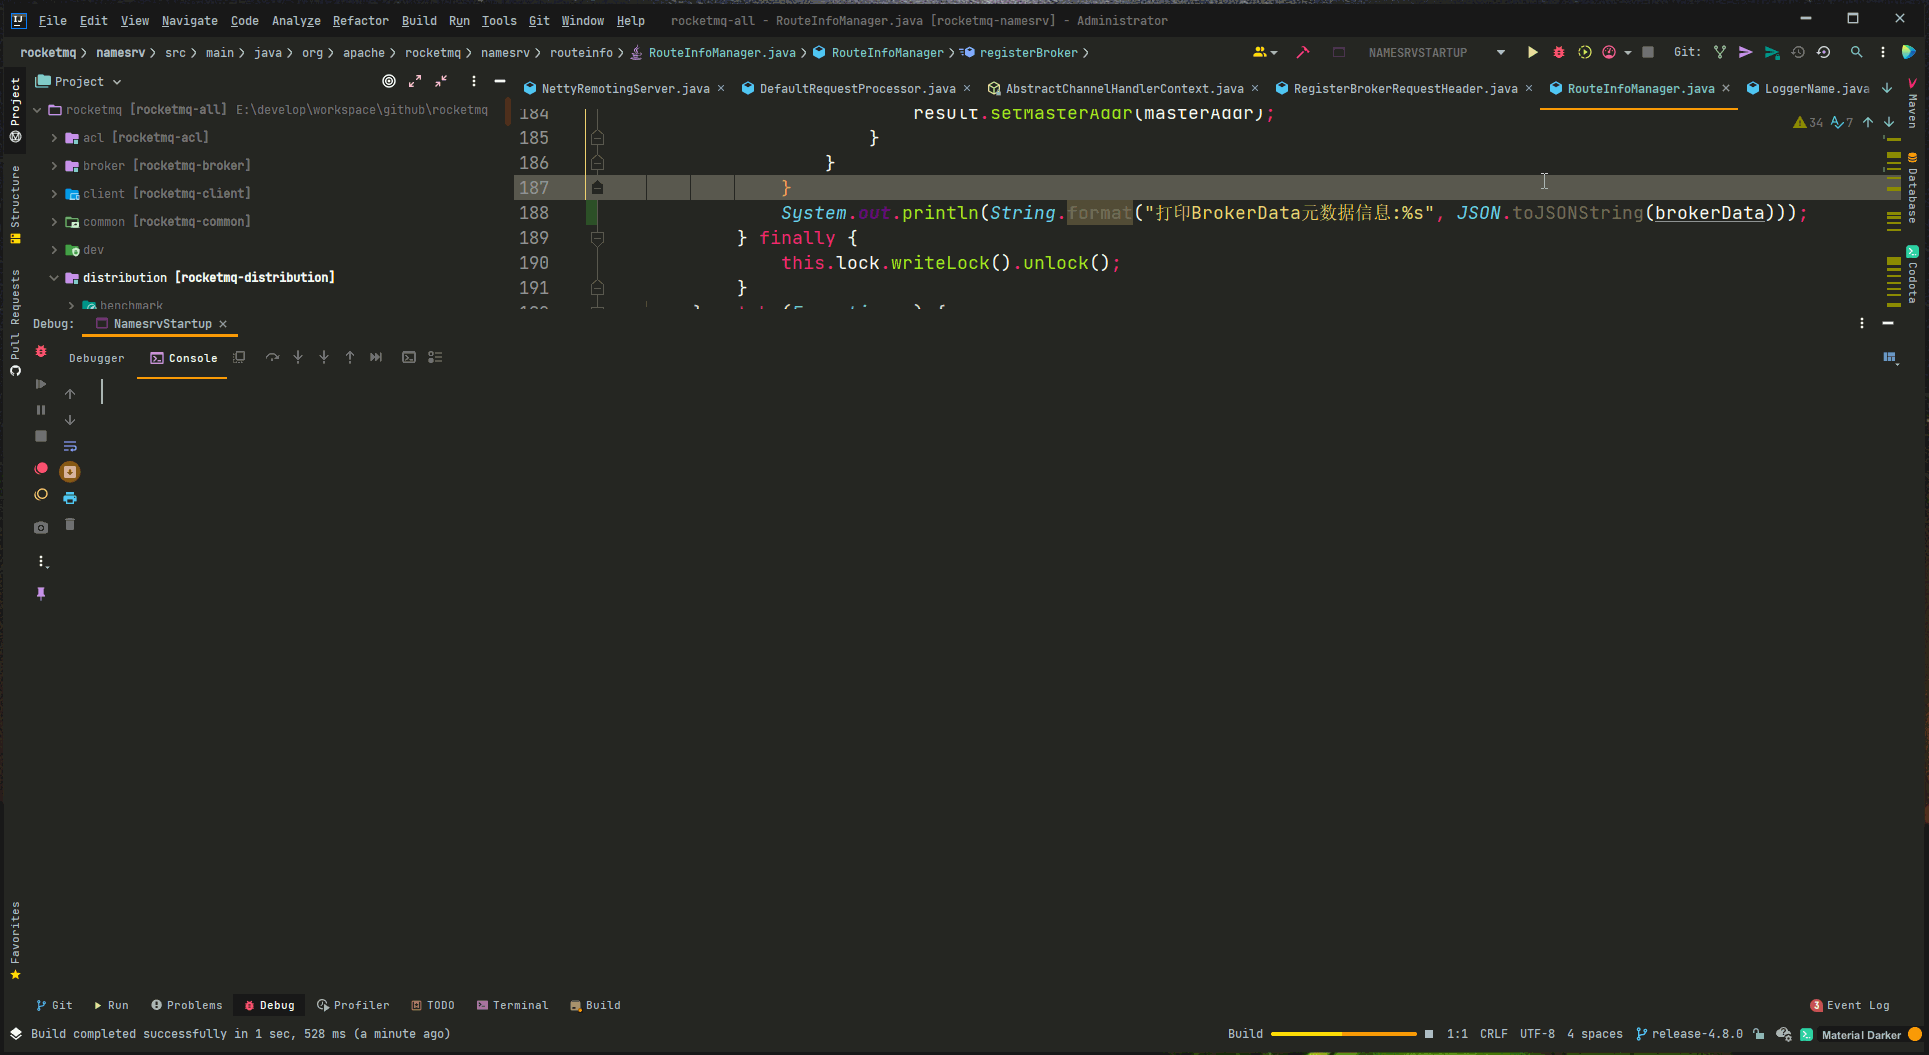 File Edit View Navigate Code Analyze Refactor Build Run Tools Git Window Help rocketmq-all - RouteInfoManager.java [rocketmq-namesrv] - Administrator
rocketmq namesrv src main java org apache rocketmq namesrv routeinfo RouteInfoManager.java RouteInfoManager registerBroker NAMESRVSTARTUP Git:
Project
NettyRemotingServer.java DefaultRequestProcessor.java AbstractChannelHandlerContext.java RegisterBrokerRequestHeader.java RouteInfoManager.java LoggerName.java
rocketmq [rocketmq-all] E:\develop\workspace\github\rocketmq
acl [rocketmq-acl]
broker [rocketmq-broker]
client [rocketmq-client]
common [rocketmq-common]
dev
distribution [rocketmq-distribution]
benchmark
184 result.setMasterAddr(masterAddr);
34 7
185 }
186 }
187 }
188 System.out.println(String.format("打印BrokerData元数据信息:%s", JSON.toJSONString(brokerData)));
189 } finally {
190 this.lock.writeLock().unlock();
191 }
Project
Structure
Pull Requests
Favorites
Maven
Database
Codota
Debug: NamesrvStartup
Debugger Console
Git Run Problems Debug Profiler TODO Terminal Build 3 Event Log
Build completed successfully in 1 sec, 528 ms (a minute ago) Build 1:1 CRLF UTF-8 4 spaces release-4.8.0 Material Darker